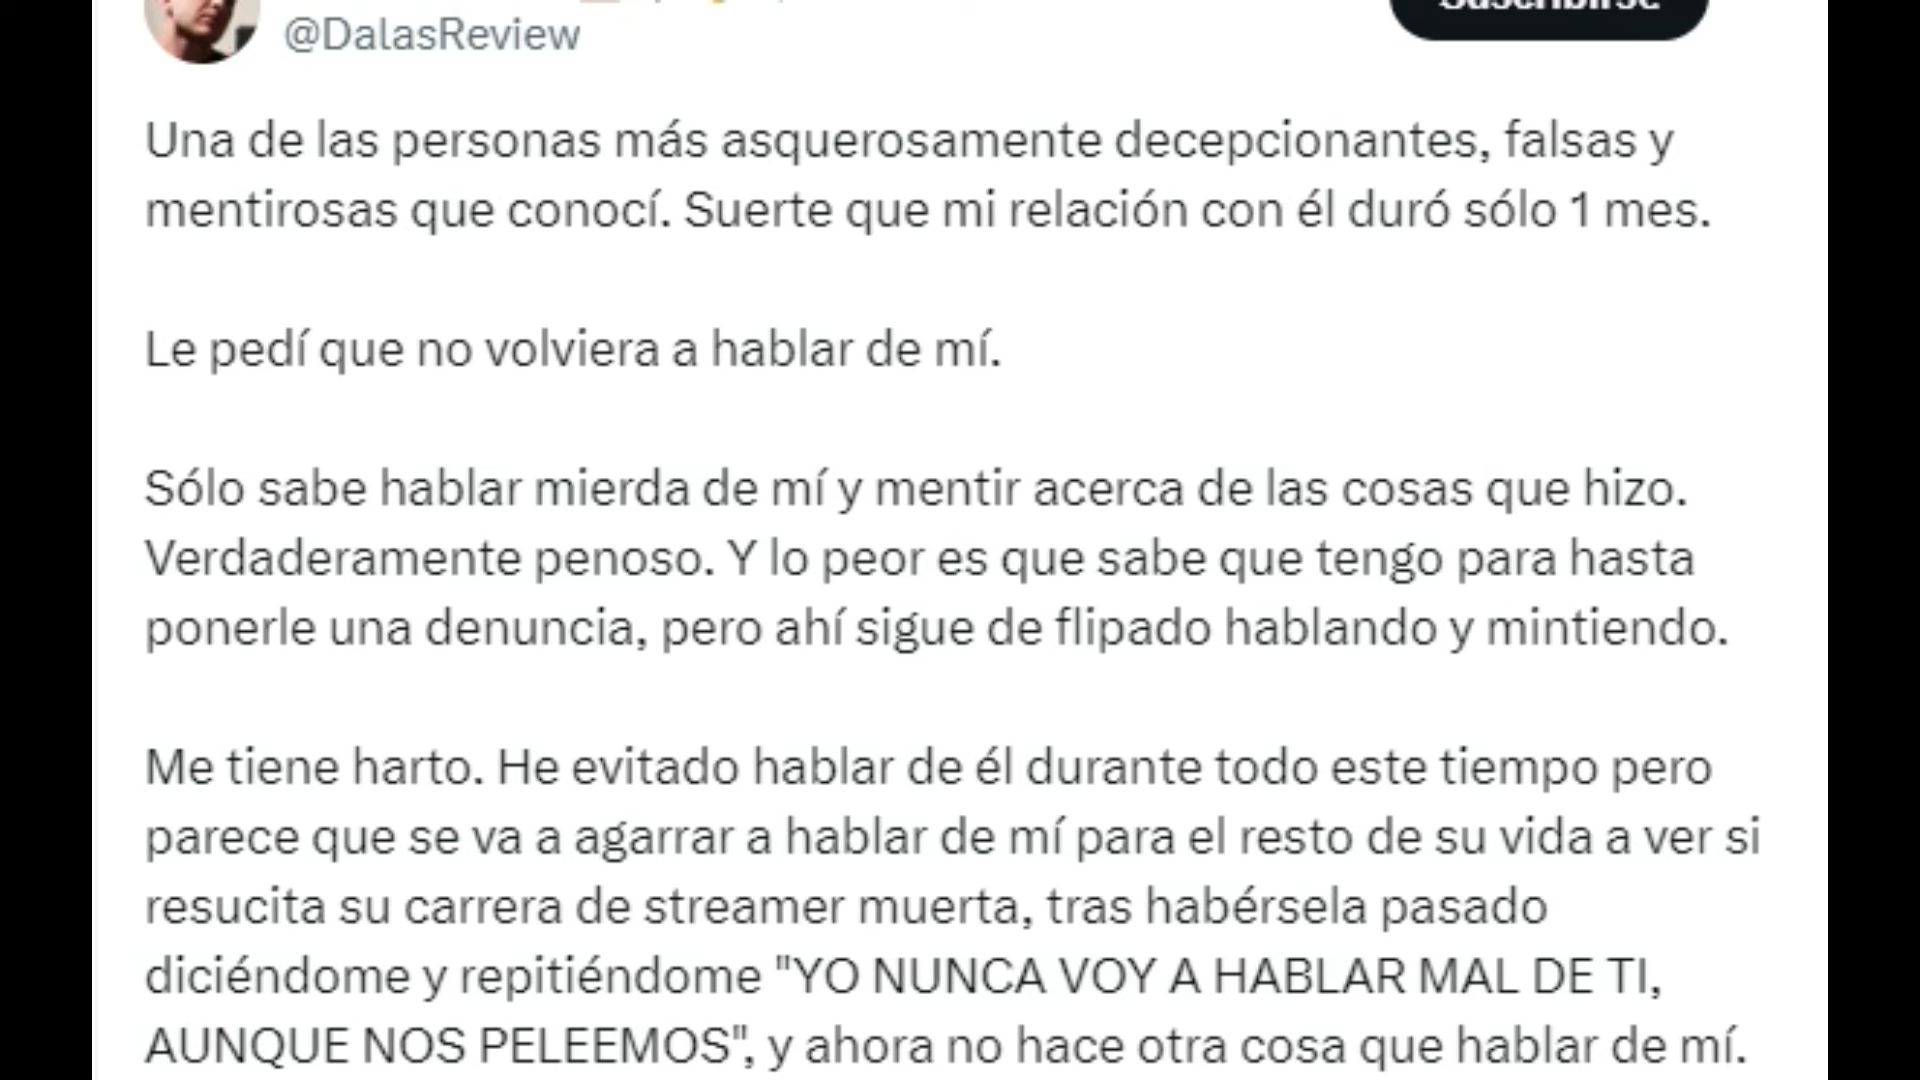 Suscribirse
@DalasReview
Una de las personas más asquerosamente decepcionantes, falsas y
mentirosas que conocí. Suerte que mi relación con él duró sólo 1 mes.
Le pedí que no volviera a hablar de mí.
Sólo sabe hablar mierda de mí y mentir acerca de las cosas que hizo.
Verdaderamente penoso. Y lo peor es que sabe que tengo para hasta
ponerle una denuncia, pero ahí sigue de flipado hablando y mintiendo.
Me tiene harto. He evitado hablar de él durante todo este tiempo pero
parece que se va a agarrar a hablar de mí para el resto de su vida a ver si
resucita su carrera de streamer muerta, tras habérsela pasado
diciéndome y repitiéndome "YO NUNCA VOY A HABLAR MAL DE TI,
AUNQUE NOS PELEEMOS", y ahora no hace otra cosa que hablar de mí.